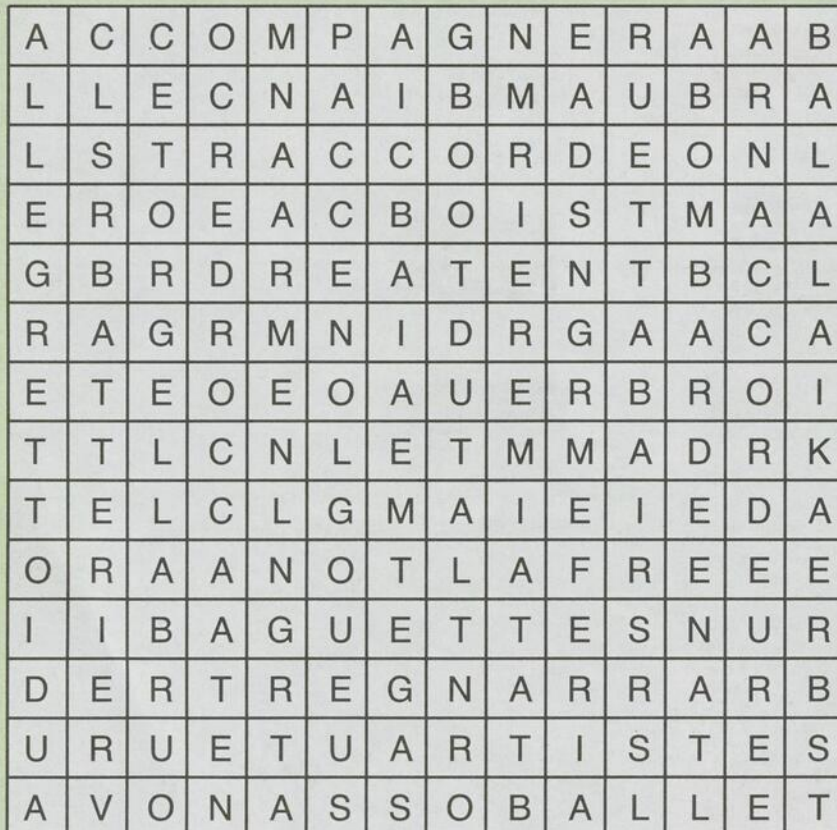 A C C O M P A G N E R A A B
L L E C N A I B M A U B R A
L S T R A C C O R D E O N L
E R O E A C B O I S T M A A
G B R D R E A T E N T B C L
R A G R M N I D R G A A C A
E T E O E O A U E R B R O I
T T L C N L E T M M A D R K
T E L C L G M A I E I E D A
O R A A N O T L A F R E E E
I I B A G U E T T E S N U R
D E R T R E G N A R R A R B
U R U E T U A R T I S T E S
A V O N A S S O B A L L E T